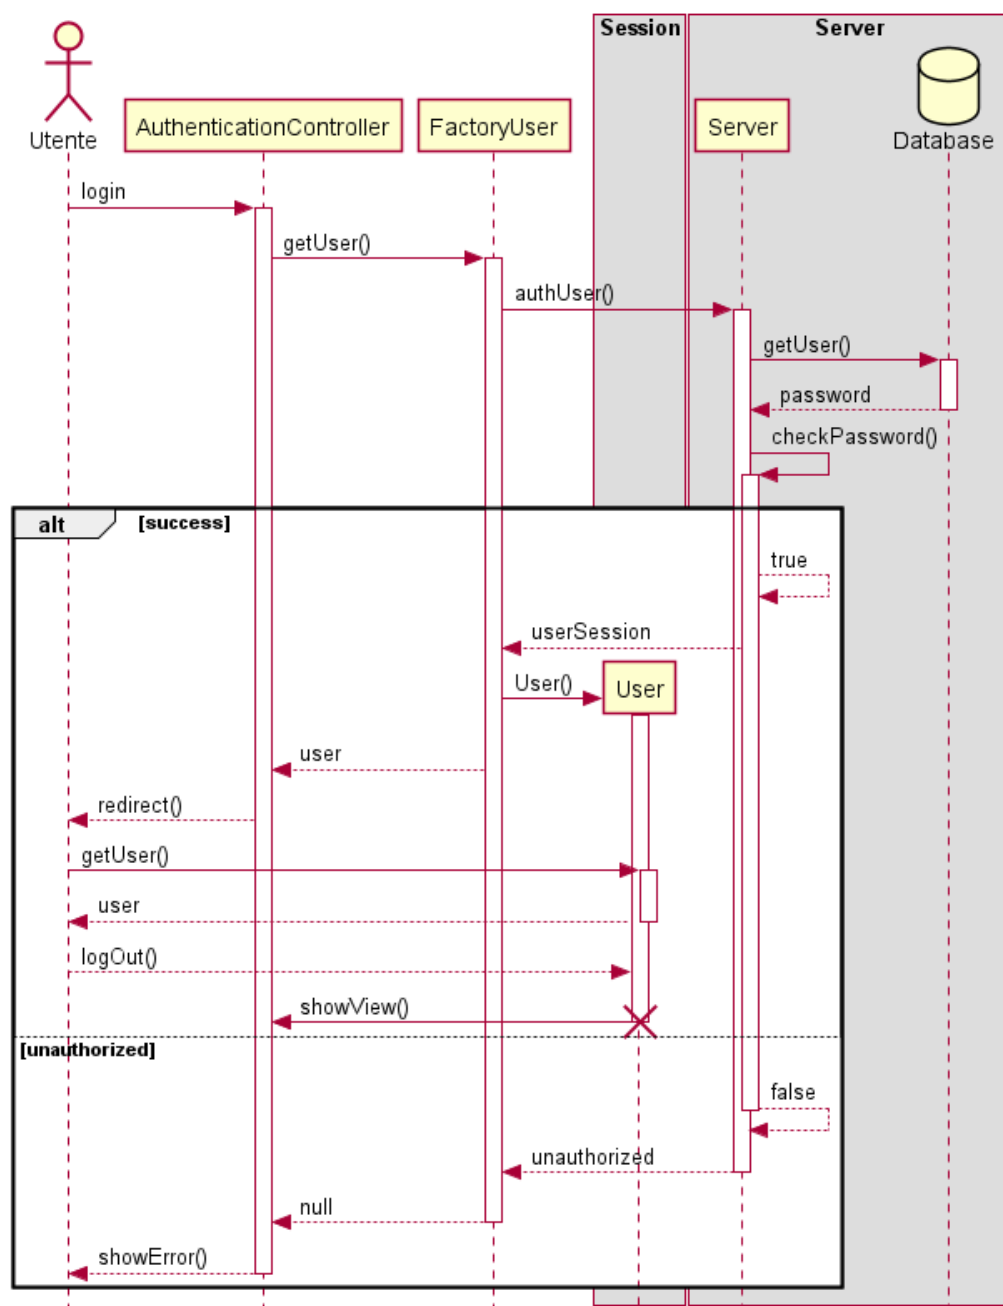 Session
Server
Utente
AuthenticationController
FactoryUser
Server
Database
login
getUser()
authUser()
getUser()
password
checkPassword()
alt
[success]
true
userSession
User()
User
user
redirect()
getUser()
user
logOut()
showView()
[unauthorized]
false
unauthorized
null
showError()